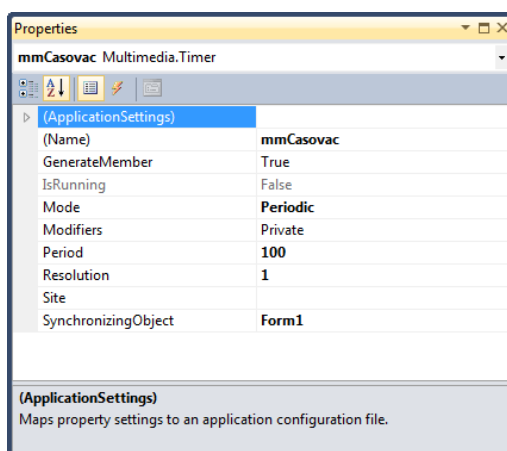 Properties
mmCasovac Multimedia.Timer
(ApplicationSettings)
(Name) mmCasovac
GenerateMember True
IsRunning False
Mode Periodic
Modifiers Private
Period 100
Resolution 1
Site
SynchronizingObject Form1
(ApplicationSettings)
Maps property settings to an application configuration file.